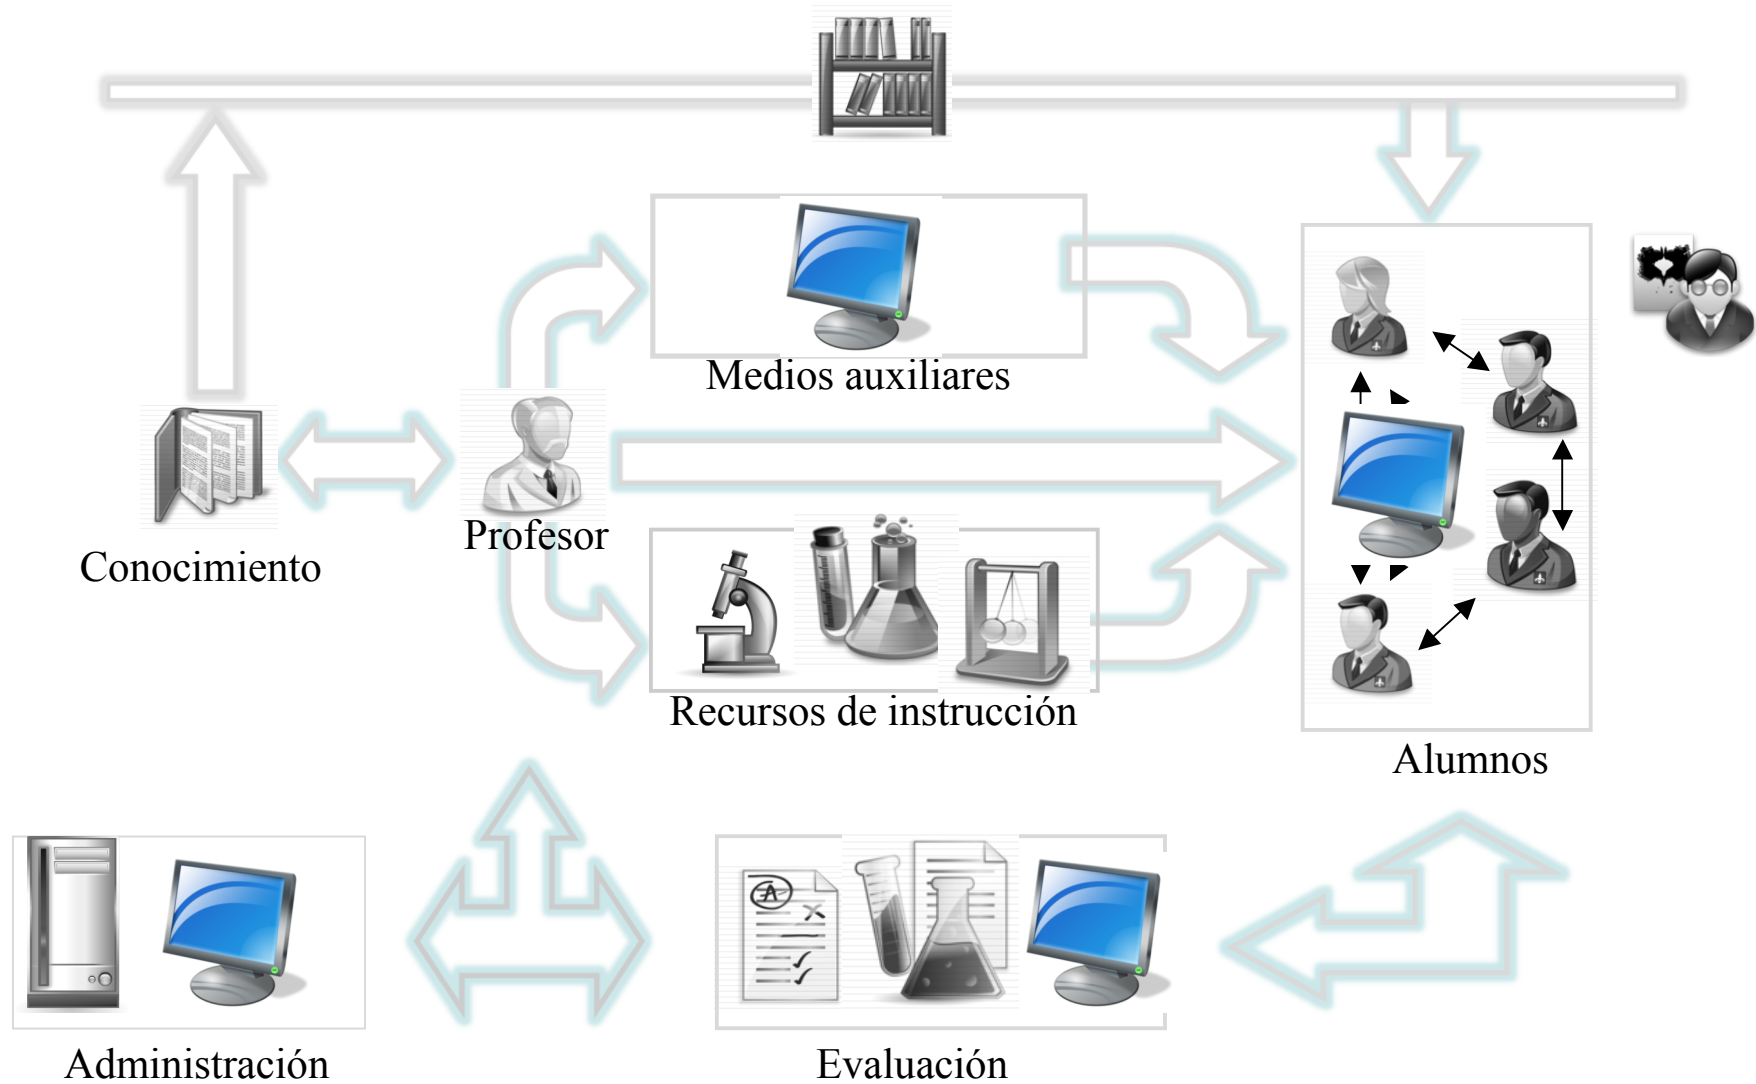 Medios auxiliares
Profesor
Conocimiento
Recursos de instrucción
Alumnos
Administración
Evaluación